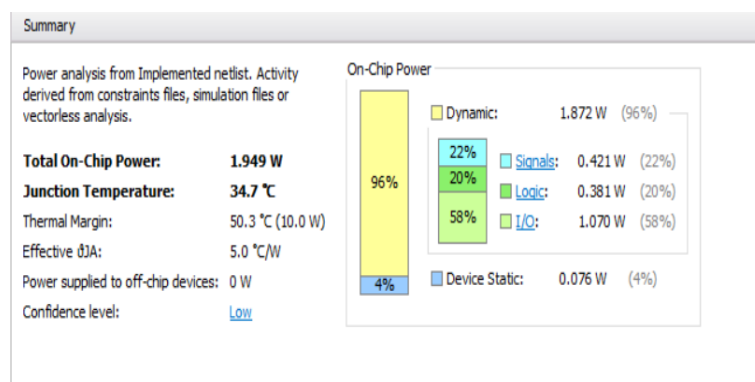 Summary
Power analysis from Implemented netlist. Activity
derived from constraints files, simulation files or
vectorless analysis.
Total On-Chip Power: 1.949 W
Junction Temperature: 34.7 °C
Thermal Margin: 50.3 °C (10.0 W)
Effective ϑJA: 5.0 °C/W
Power supplied to off-chip devices: 0 W
Confidence level: Low
On-Chip Power
96%
4%
Dynamic: 1.872 W (96%)
22%
20%
58%
Signals: 0.421 W (22%)
Logic: 0.381 W (20%)
I/O: 1.070 W (58%)
Device Static: 0.076 W (4%)